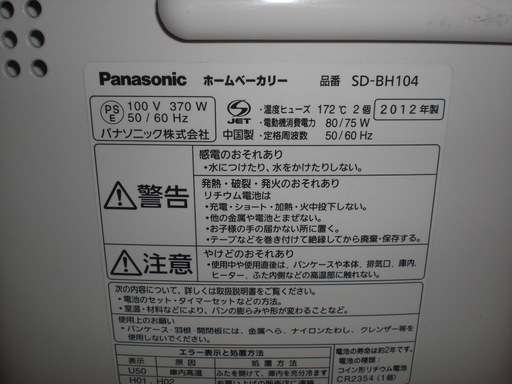 Panasonic ホームベーカリー 品番 SD-BH104
PS E 100 V 370 W 50 / 60 Hz
パナソニック株式会社
JET 中国製
・温度ヒューズ 172℃ 2個
・電動機消費電力 80/75 W
・定格周波数 50/60 Hz
2012年製
警告
感電のおそれあり
・水につけたり、水をかけたりしない。
発熱・破裂・発火のおそれあり
リチウム電池は
・充電・ショート・加熱・火中投下しない。
・他の金属や電池とまぜない。
・お子様の手の届かない所に置く。
・テープなどを巻き付けて絶縁してから廃棄・保存する。
注意
やけどのおそれあり
・使用中や使用直後は、パンケースや本体、排気口、庫内、
ヒーター、ふた内側などの高温部に触れない。
次の内容について、詳しくは取扱説明書をご覧ください。
・電池のセット・タイマーセットなどの方法。
・室温・材料などにより、パンの膨らみや形が変わることなど。
使用上のお願い
・パンケース・羽根・開閉板には、金属へら、ナイロンたわし、クレンザー等を
エラー表示と処置方法
表示 原因 処置方法
U50 庫内高温 ふたを開けて、庫内を充分冷ます
H01、H02
電池の寿命は約2年です。
コイン形リチウム電池
CR2354 (1個)